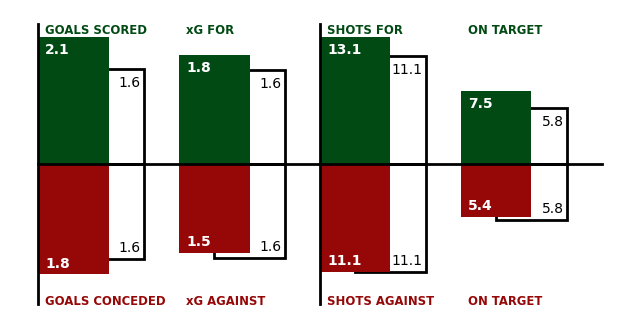 GOALS SCORED xG FOR SHOTS FOR ON TARGET
2.1 1.6 1.8 1.6 13.1 11.1 7.5 5.8
1.8 1.6 1.5 1.6 11.1 11.1 5.4 5.8
GOALS CONCEDED xG AGAINST SHOTS AGAINST ON TARGET